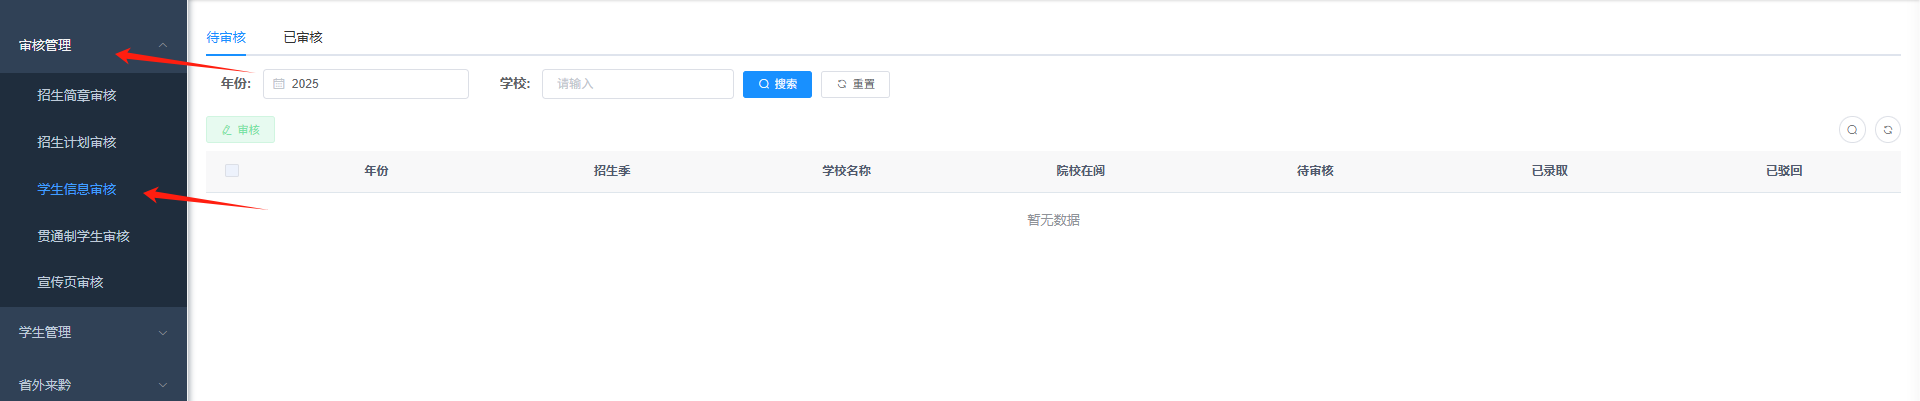 审核管理
招生简章审核
招生计划审核
学生信息审核
贯通制学生审核
宣传页审核
学生管理
省外来黔
待审核 已审核
年份: 2025 学校: 请输入 搜索 重置
审核
年份 招生季 学校名称 院校在阅 待审核 已录取 已驳回
暂无数据